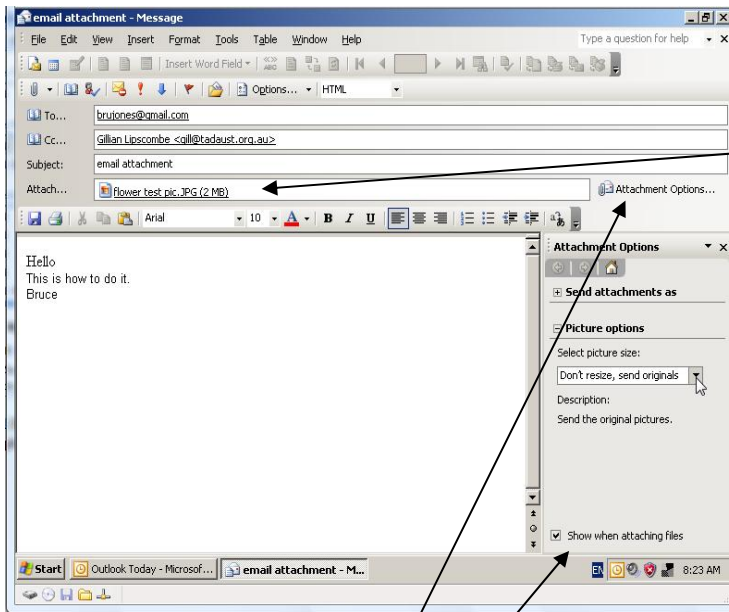 email attachment - Message
File Edit View Insert Format Tools Table Window Help Type a question for help
Insert Word Field
Options... HTML
To... brujones@gmail.com
Cc... Gillian Lipscombe <gill@tadaust.org.au>
Subject: email attachment
Attach... flower test pic.JPG (2 MB) Attachment Options...
Arial 10 A B I U
Attachment Options
Hello
This is how to do it.
Bruce
Send attachments as
Picture options
Select picture size:
Don't resize, send originals
Description:
Send the original pictures.
Show when attaching files
Start Outlook Today - Microsof... email attachment - M... EN 8:23 AM